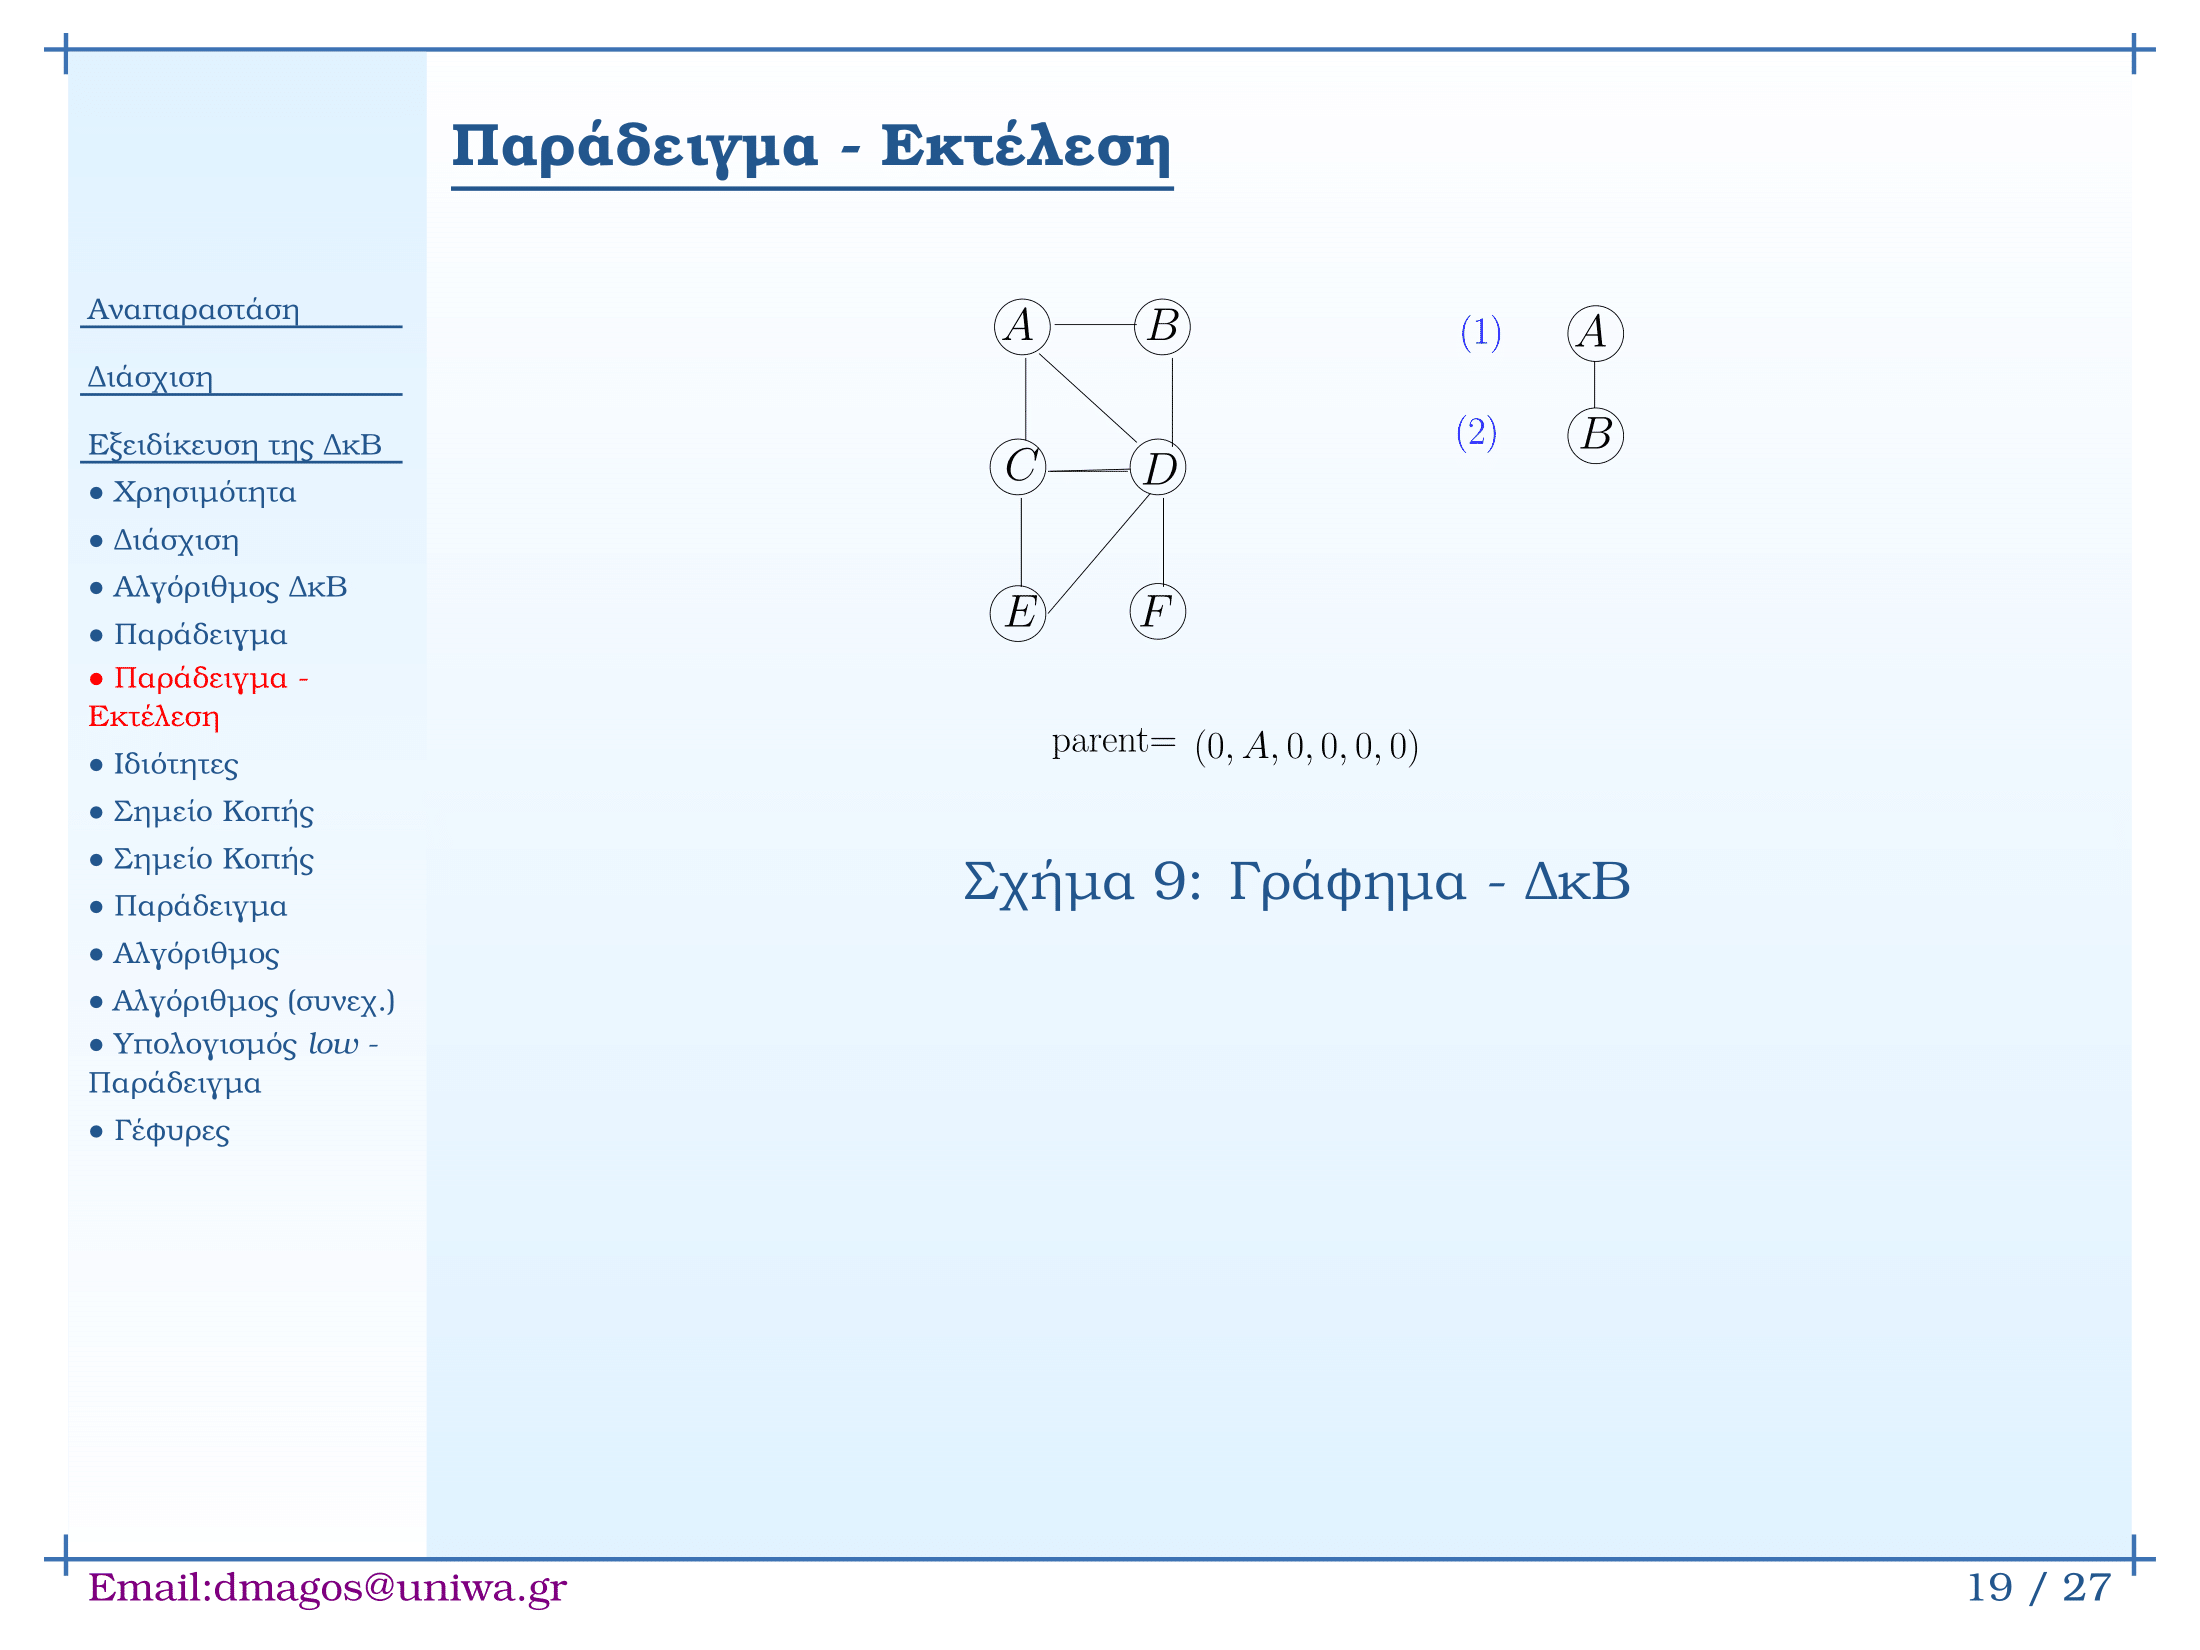 Παράδειγμα - Εκτέλεση
Αναπαραστάση
Διάσχιση
Εξειδίκευση της ΔκΒ
● Χρησιμότητα
● Διάσχιση
● Αλγόριθμος ΔκΒ
● Παράδειγμα
● Παράδειγμα -
Εκτέλεση
● Ιδιότητες
● Σημείο Κοπής
● Σημείο Κοπής
● Παράδειγμα
● Αλγόριθμος
● Αλγόριθμος (συνεχ.)
● Υπολογισμός low -
Παράδειγμα
● Γέφυρες
A B (1) A
(2) B
C D
E F
parent= (0, A, 0, 0, 0, 0)
Σχήμα 9: Γράφημα - ΔκΒ
Email:dmagos@uniwa.gr 19 / 27